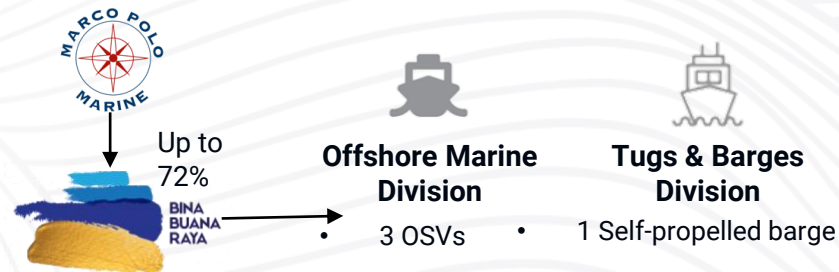 MARCO POLO
MARINE
Up to
72%
BINA
BUANA
RAYA
Offshore Marine
Division
• 3 OSVs
Tugs & Barges
Division
• 1 Self-propelled barge